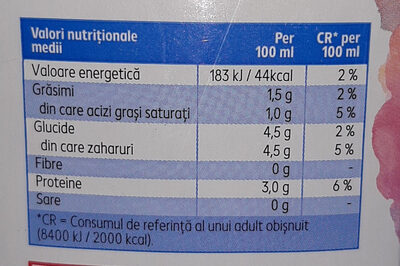 Valori nutriționale medii Per 100 ml CR* per 100 ml
Valoare energetică 183 kJ / 44kcal 2 %
Grăsimi 1,5 g 2 %
din care acizi grași saturați 1,0 g 5 %
Glucide 4,5 g 2 %
din care zaharuri 4,5 g 5 %
Fibre 0 g -
Proteine 3,0 g 6 %
Sare 0 g -
*CR = Consumul de referință al unui adult obișnuit
(8400 kJ / 2000 kcal).